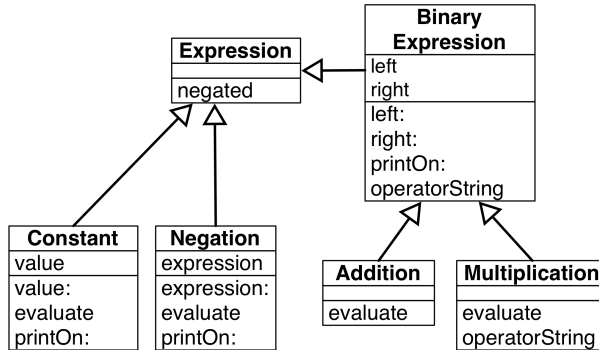 Expression
negated
Binary
Expression
left
right
left:
right:
printOn:
operatorString
Constant
value
value:
evaluate
printOn:
Negation
expression
expression:
evaluate
printOn:
Addition
evaluate
Multiplication
evaluate
operatorString